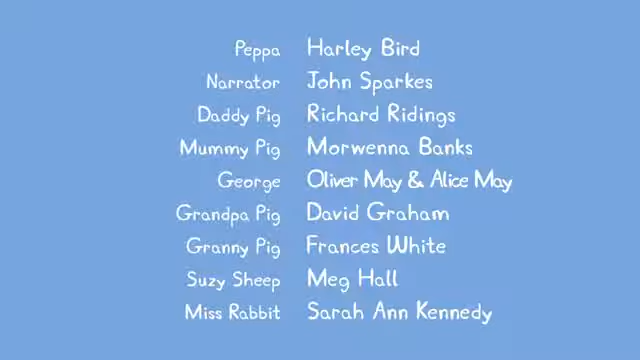 Peppa Harley Bird
Narrator John Sparkes
Daddy Pig Richard Ridings
Mummy Pig Morwenna Banks
George Oliver May & Alice May
Grandpa Pig David Graham
Granny Pig Frances White
Suzy Sheep Meg Hall
Miss Rabbit Sarah Ann Kennedy